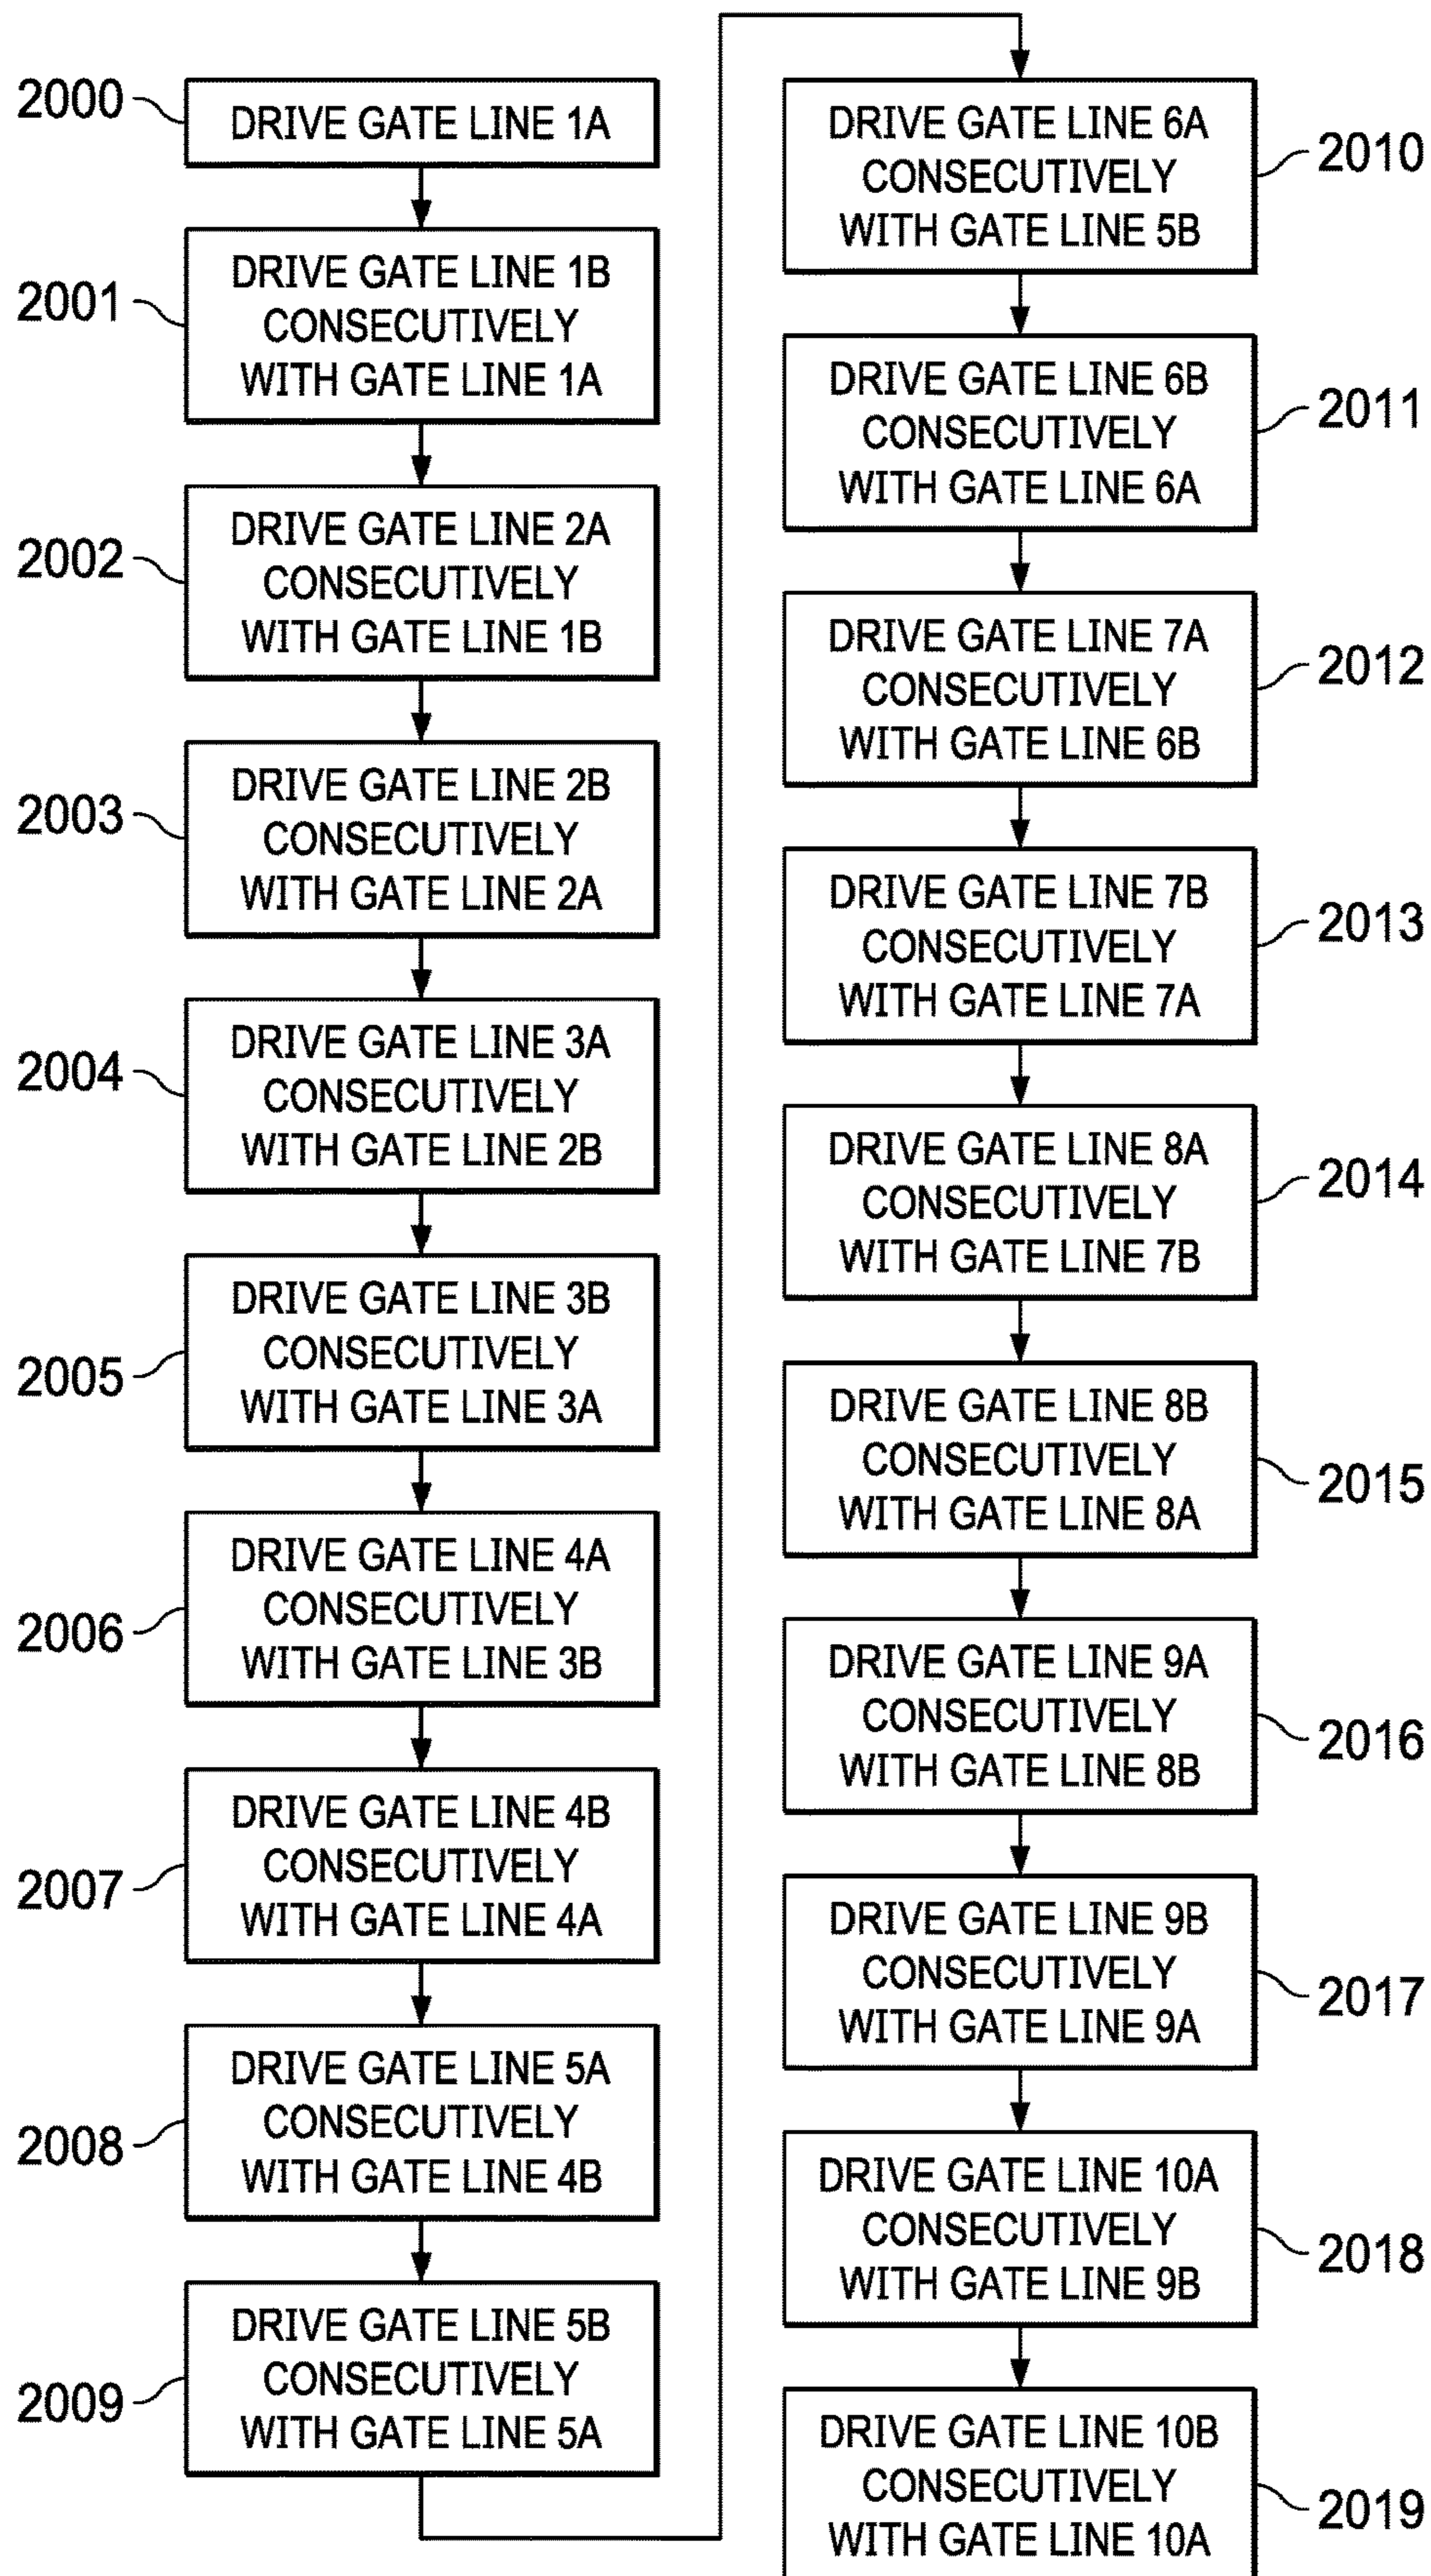 2000
DRIVE GATE LINE 1A
2001
DRIVE GATE LINE 1B
CONSECUTIVELY
WITH GATE LINE 1A
2002
DRIVE GATE LINE 2A
CONSECUTIVELY
WITH GATE LINE 1B
2003
DRIVE GATE LINE 2B
CONSECUTIVELY
WITH GATE LINE 2A
2004
DRIVE GATE LINE 3A
CONSECUTIVELY
WITH GATE LINE 2B
2005
DRIVE GATE LINE 3B
CONSECUTIVELY
WITH GATE LINE 3A
2006
DRIVE GATE LINE 4A
CONSECUTIVELY
WITH GATE LINE 3B
2007
DRIVE GATE LINE 4B
CONSECUTIVELY
WITH GATE LINE 4A
2008
DRIVE GATE LINE 5A
CONSECUTIVELY
WITH GATE LINE 4B
2009
DRIVE GATE LINE 5B
CONSECUTIVELY
WITH GATE LINE 5A
DRIVE GATE LINE 6A
CONSECUTIVELY
WITH GATE LINE 5B
2010
DRIVE GATE LINE 6B
CONSECUTIVELY
WITH GATE LINE 6A
2011
DRIVE GATE LINE 7A
CONSECUTIVELY
WITH GATE LINE 6B
2012
DRIVE GATE LINE 7B
CONSECUTIVELY
WITH GATE LINE 7A
2013
DRIVE GATE LINE 8A
CONSECUTIVELY
WITH GATE LINE 7B
2014
DRIVE GATE LINE 8B
CONSECUTIVELY
WITH GATE LINE 8A
2015
DRIVE GATE LINE 9A
CONSECUTIVELY
WITH GATE LINE 8B
2016
DRIVE GATE LINE 9B
CONSECUTIVELY
WITH GATE LINE 9A
2017
DRIVE GATE LINE 10A
CONSECUTIVELY
WITH GATE LINE 9B
2018
DRIVE GATE LINE 10B
CONSECUTIVELY
WITH GATE LINE 10A
2019